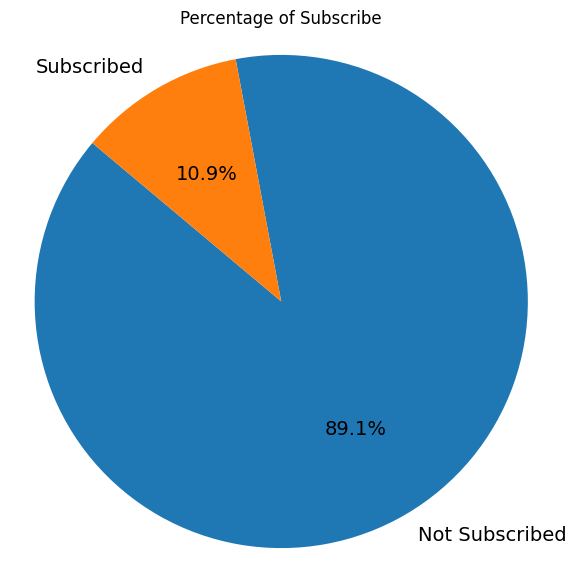 Percentage of Subscribe
Subscribed
10.9%
89.1%
Not Subscribed